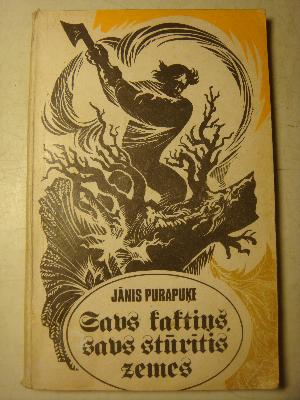 JĀNIS PURAPUĶE
Savs kaktiņš,
savs stūrītis
zemes